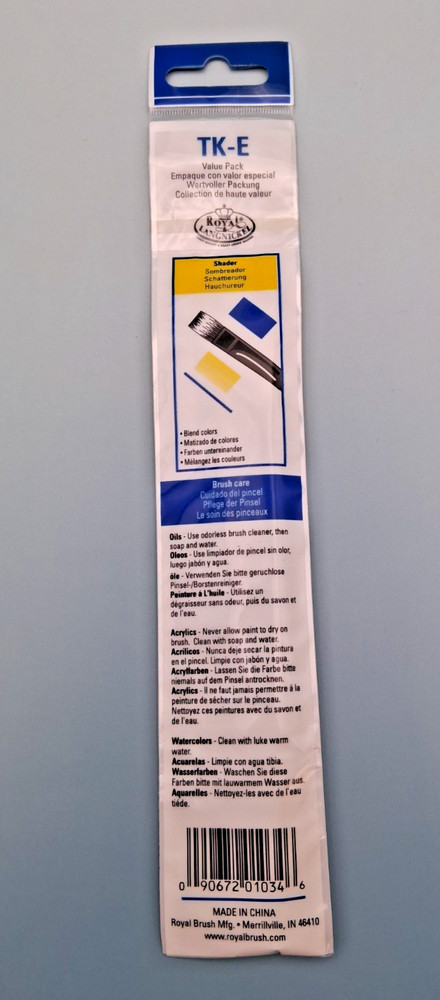 TK-E
Value Pack
Empaque con valor especial
Wertvoller Packung
Collection de haute valeur
ROYAL®
LANGNICKEL
Shader
Sombreador
Schattierung
Hauchureur
• Blend colors
• Matizado de colores
• Farben untereinander
• Mélangez les couleurs
Brush care
Cuidado del pincel
Pflege der Pinsel
Le soin des pinceaux
Oils - Use odorless brush cleaner, then
soap and water.
Oleos - Use limpiador de pincel sin olor,
luego jabón y agua.
öle - Verwenden Sie bitte geruchlose
Pinsel-/Borstenreiniger.
Peinture à L'huile - Utilisez un
dégraisseur sans odeur, puis du savon et
de l'eau.
Acrylics - Never allow paint to dry on
brush. Clean with soap and water.
Acrílicos - Nunca deje secar la pintura
en el pincel. Limpie con jabón y agua.
Acrylfarben - Lassen Sie die Farbe bitte
niemals auf dem Pinsel antrocknen.
Acrylics - Il ne faut jamais permettre à la
peinture de sécher sur le pinceau.
Nettoyez ces peintures avec du savon et
de l'eau.
Watercolors - Clean with luke warm
water.
Acuarelas - Limpie con agua tibia.
Wasserfarben - Waschen Sie diese
Farben bitte mit lauwarmem Wasser aus.
Aquarelles - Nettoyez-les avec de l'eau
tiède.
0 90672 01034 6
MADE IN CHINA
Royal Brush Mfg. • Merrillville, IN 46410
www.royalbrush.com